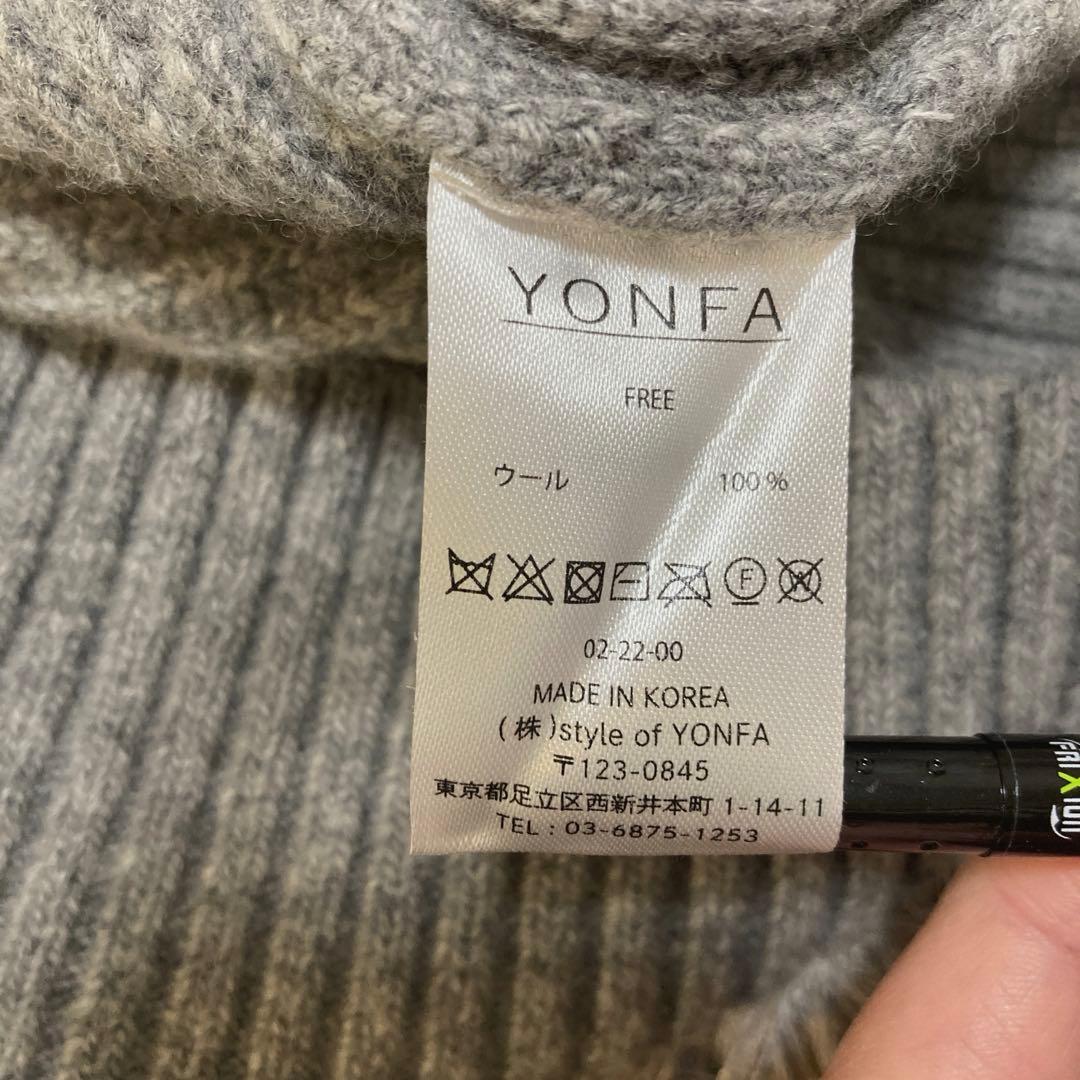 YONFA
FREE
ウール 100 %
F
W
02-22-00
MADE IN KOREA
(株)style of YONFA
〒123-0845
東京都足立区西新井本町 1-14-11
TEL : 03-6875-1253
FRIXION